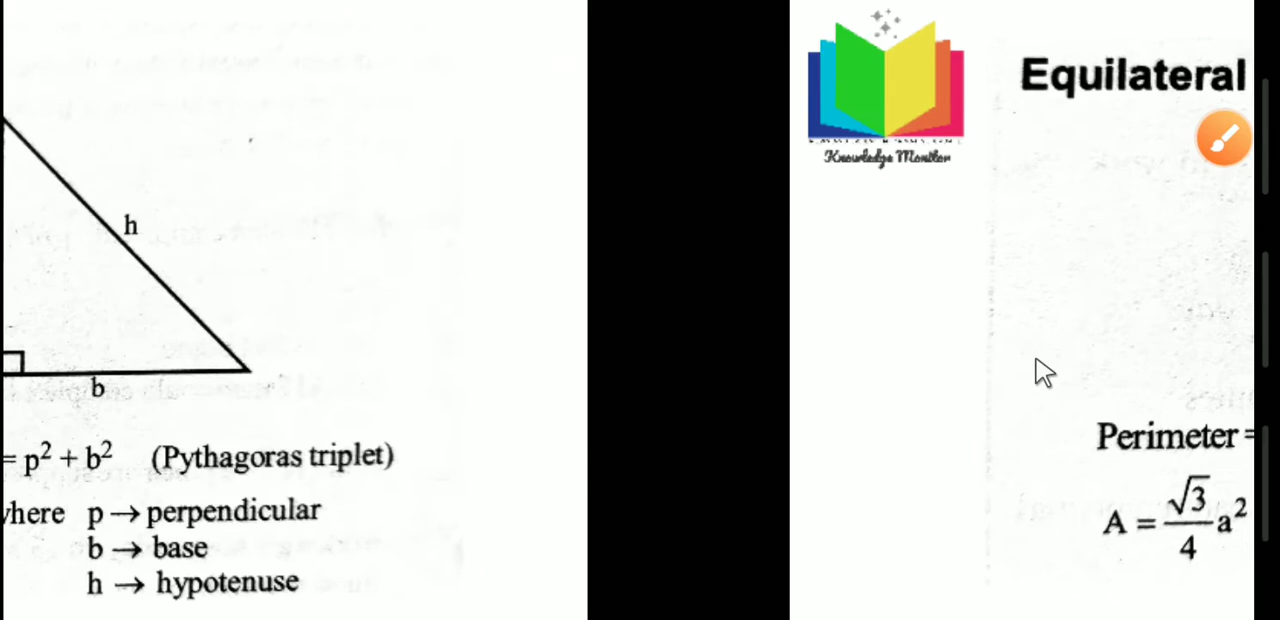 h
b
= p² + b² (Pythagoras triplet)
where p → perpendicular
b → base
h → hypotenuse
Knowledge Monitor
Equilateral
Perimeter =
A = √3/4 a²